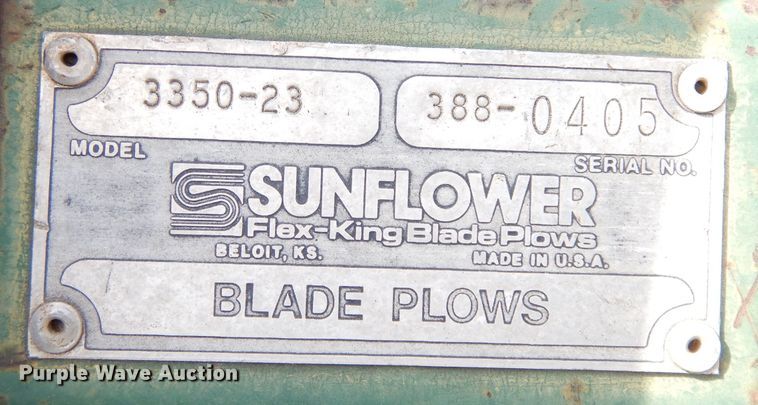 3350-23 388-0405
MODEL SERIAL NO.
SUNFLOWER
Flex-King Blade Plows
BELOIT, KS. MADE IN U.S.A.
BLADE PLOWS
Purple Wave Auction